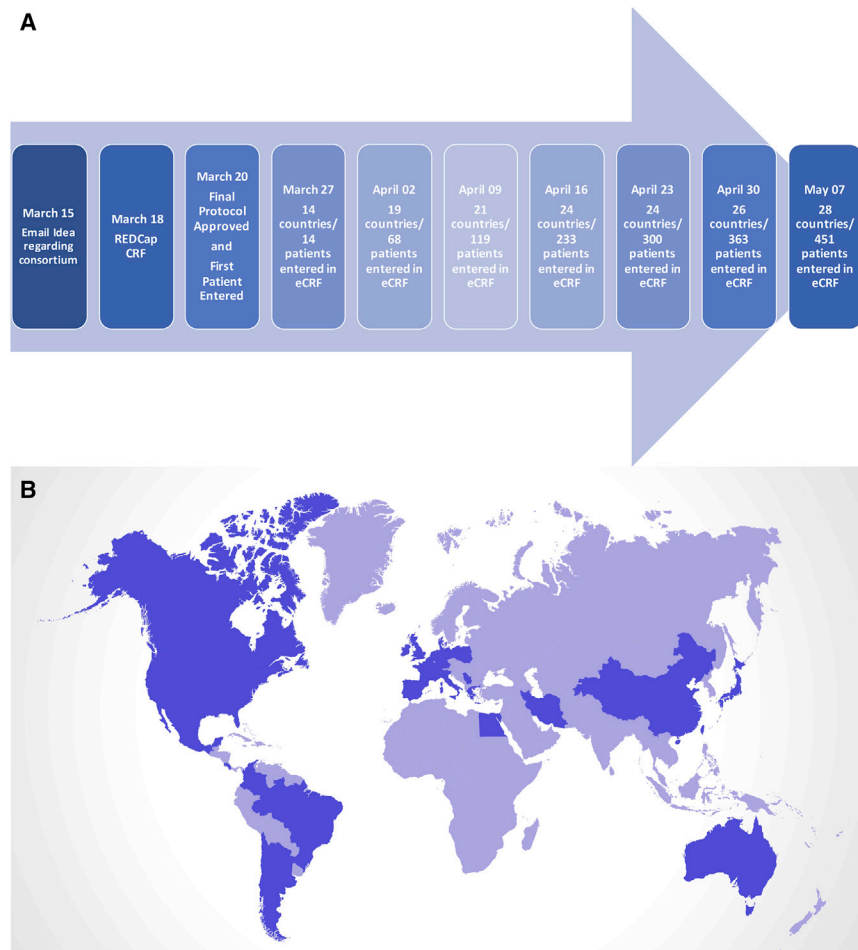 A
March 15
Email Idea
regarding
consortium
March 18
REDCap
CRF
March 20
Final
Protocol
Approved
and
First
Patient
Entered
March 27
14
countries/
14
patients
entered in
eCRF
April 02
19
countries/
68 patients
entered in
eCRF
April 09
21
countries/
119
patients
entered in
eCRF
April 16
24
countries/
233
patients
entered in
eCRF
April 23
24
countries/
300
patients
entered in
eCRF
April 30
26
countries/
363
patients
entered in
eCRF
May 07
28
countries/
451
patients
entered in
eCRF
B